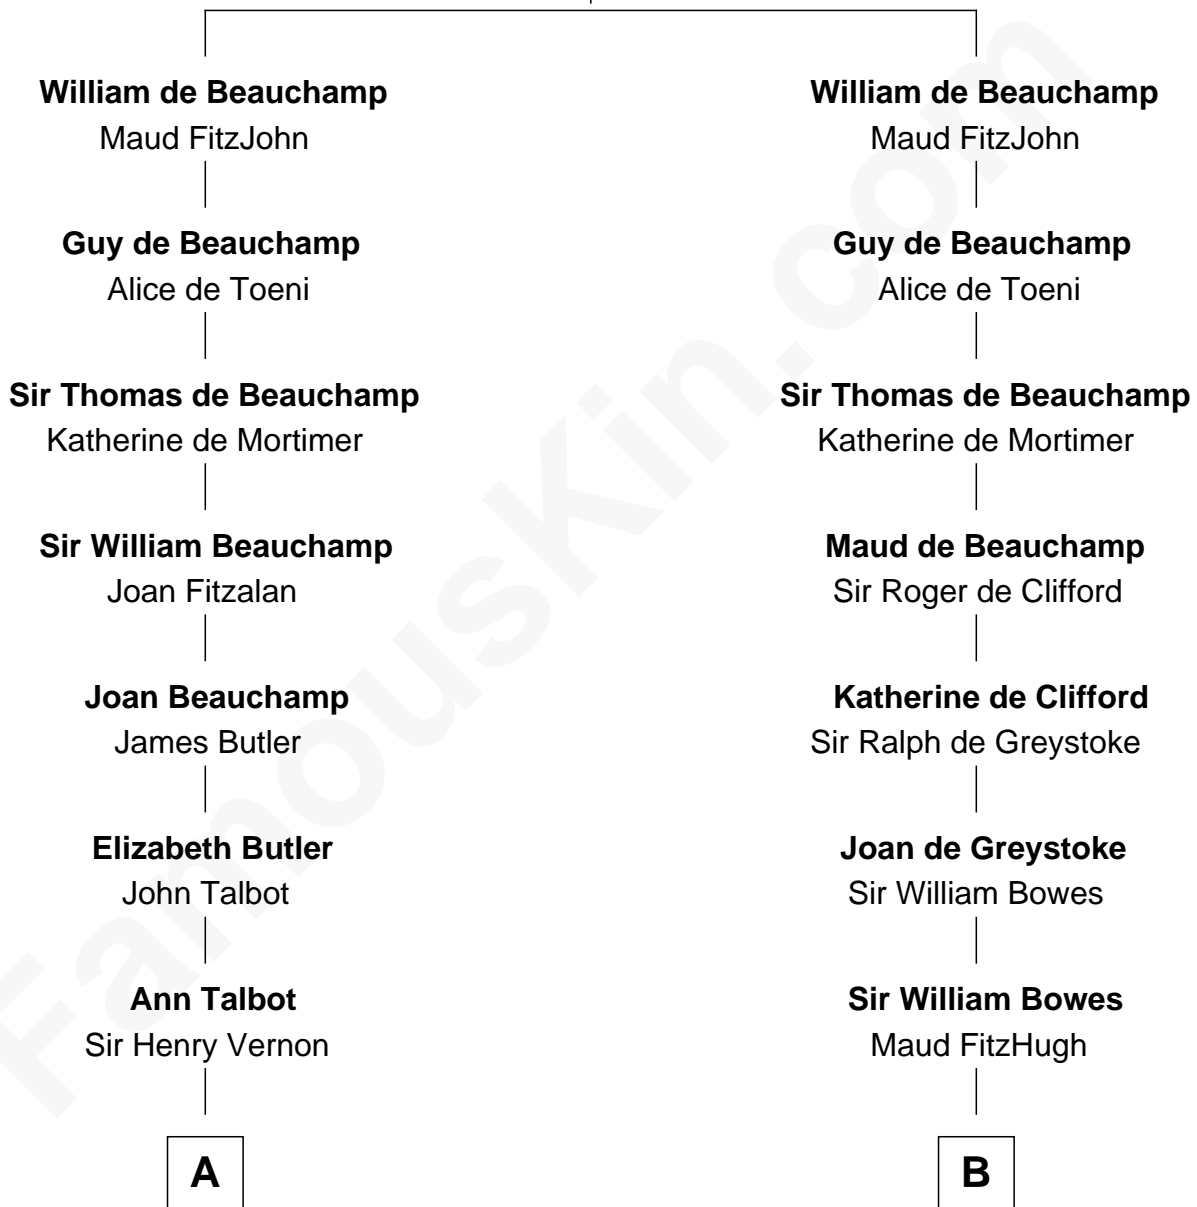 William de Beauchamp
Maud FitzJohn
Guy de Beauchamp
Alice de Toeni
Sir Thomas de Beauchamp
Katherine de Mortimer
Sir William Beauchamp
Joan Fitzalan
Joan Beauchamp
James Butler
Elizabeth Butler
John Talbot
Ann Talbot
Sir Henry Vernon
A
William de Beauchamp
Maud FitzJohn
Guy de Beauchamp
Alice de Toeni
Sir Thomas de Beauchamp
Katherine de Mortimer
Maud de Beauchamp
Sir Roger de Clifford
Katherine de Clifford
Sir Ralph de Greystoke
Joan de Greystoke
Sir William Bowes
Sir William Bowes
Maud FitzHugh
B
FamousKin.com